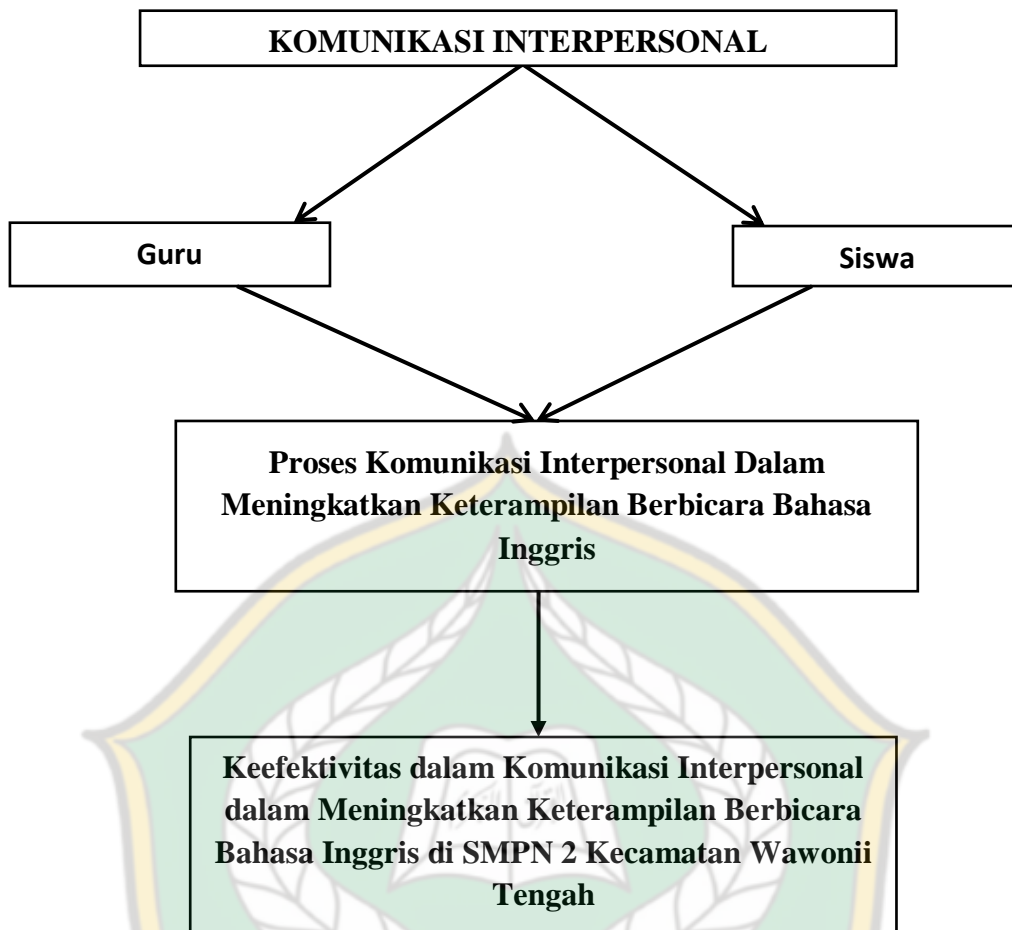 KOMUNIKASI INTERPERSONAL
Guru
Siswa
Proses Komunikasi Interpersonal Dalam
Meningkatkan Keterampilan Berbicara Bahasa
Inggris
Keefektivitas dalam Komunikasi Interpersonal
dalam Meningkatkan Keterampilan Berbicara
Bahasa Inggris di SMPN 2 Kecamatan Wawonii
Tengah